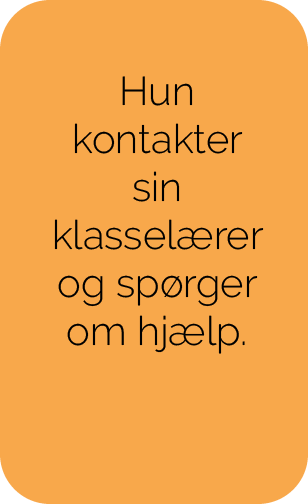 Hun
kontakter
sin
klasselærer
og spørger
om hjælp.